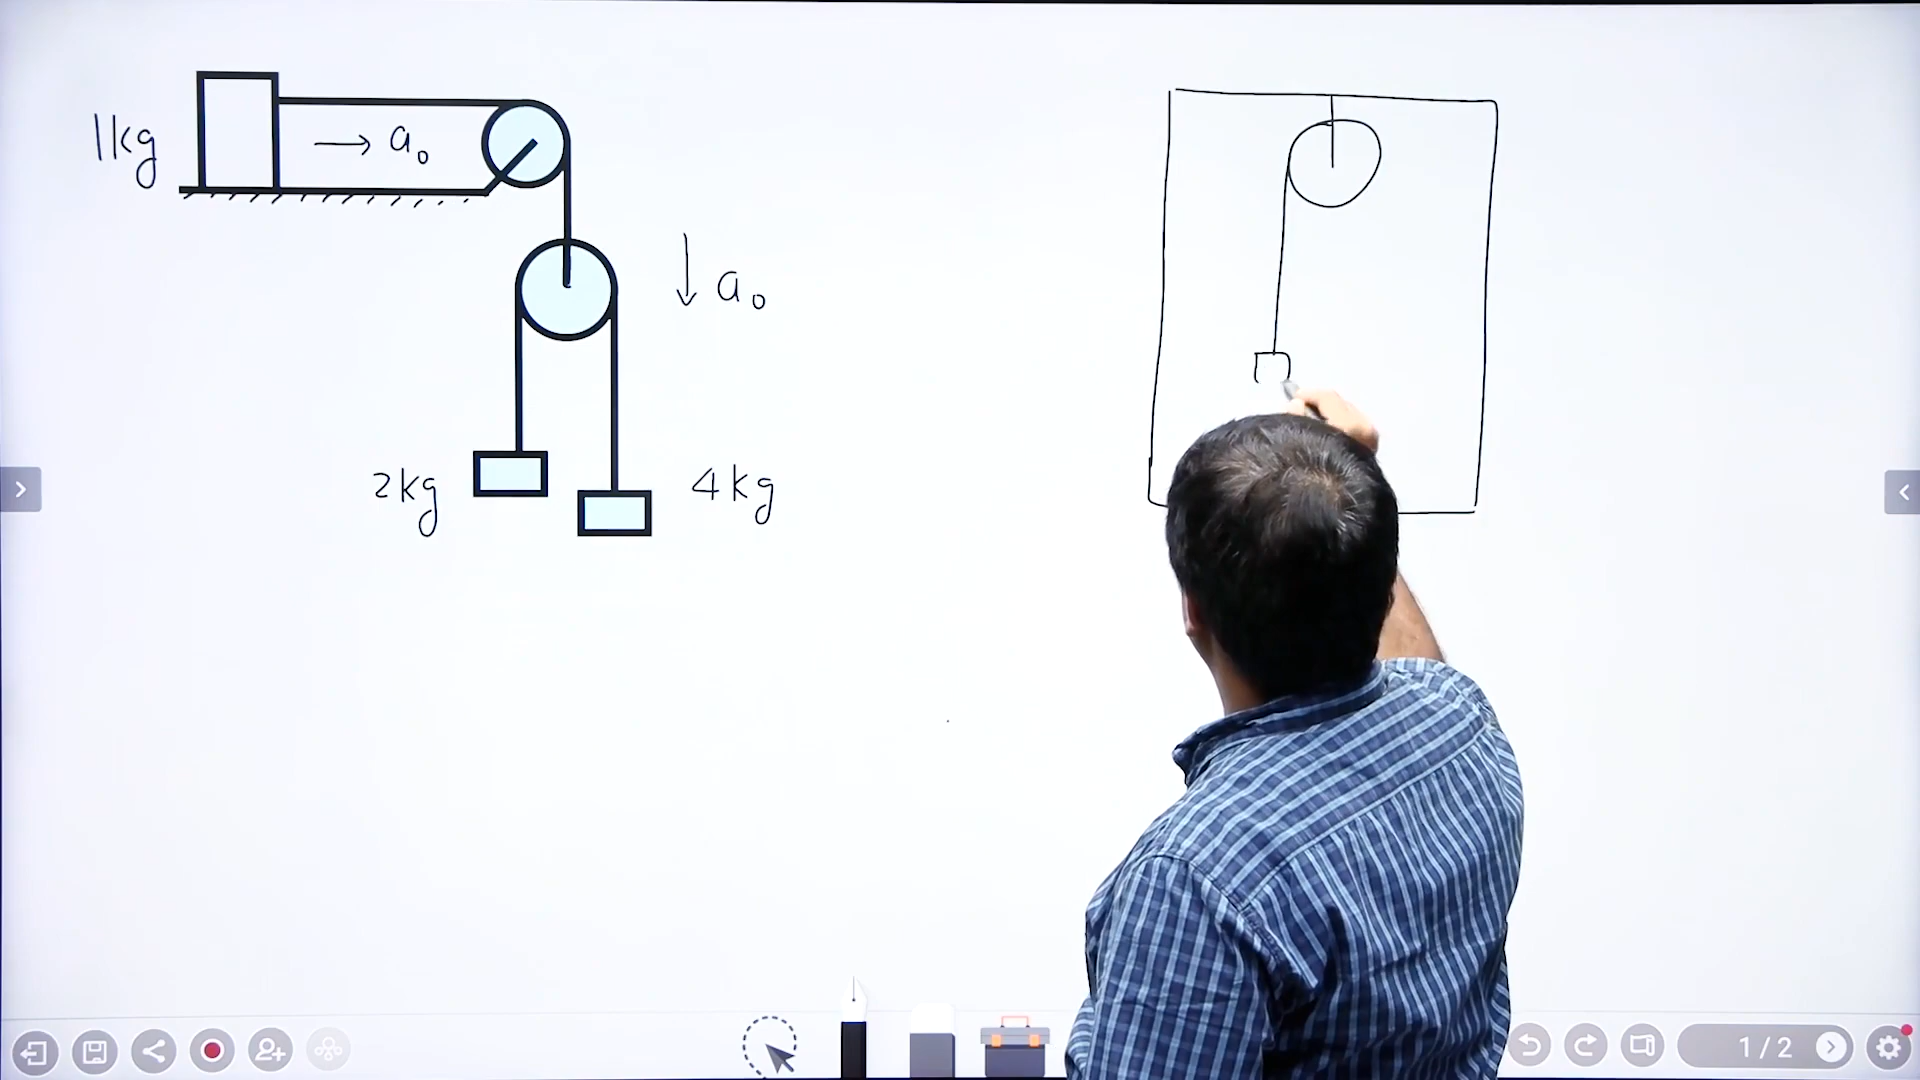 1kg
→ a₀
↓ a₀
2kg
4kg
1/2